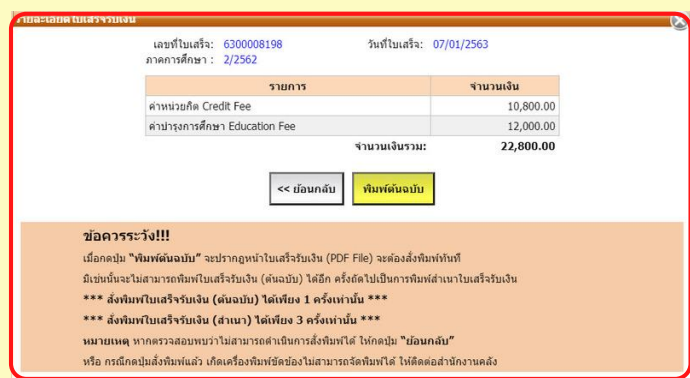 รายละเอียดใบเสร็จรับเงิน
เลขที่ใบเสร็จ: 6300008198 วันที่ใบเสร็จ: 07/01/2563
ภาคการศึกษา : 2/2562
รายการ จำนวนเงิน
ค่าหน่วยกิต Credit Fee 10,800.00
ค่าบำรุงการศึกษา Education Fee 12,000.00
จำนวนเงินรวม: 22,800.00
<< ย้อนกลับ พิมพ์ต้นฉบับ
ข้อควรระวัง!!!
เมื่อกดปุ่ม "พิมพ์ต้นฉบับ" จะปรากฏหน้าใบเสร็จรับเงิน (PDF File) จะต้องสั่งพิมพ์ทันที
มิเช่นนั้นจะไม่สามารถพิมพ์ใบเสร็จรับเงิน (ต้นฉบับ) ได้อีก ครั้งถัดไปเป็นการพิมพ์สำเนาใบเสร็จรับเงิน
*** สั่งพิมพ์ใบเสร็จรับเงิน (ต้นฉบับ) ได้เพียง 1 ครั้งเท่านั้น ***
*** สั่งพิมพ์ใบเสร็จรับเงิน (สำเนา) ได้เพียง 3 ครั้งเท่านั้น ***
หมายเหตุ หากตรวจสอบพบว่าไม่สามารถดำเนินการสั่งพิมพ์ได้ ให้กดปุ่ม "ย้อนกลับ"
หรือ กรณีกดปุ่มสั่งพิมพ์แล้ว เกิดเครื่องพิมพ์ขัดข้องไม่สามารถจัดพิมพ์ได้ ให้ติดต่อสำนักงานคลัง